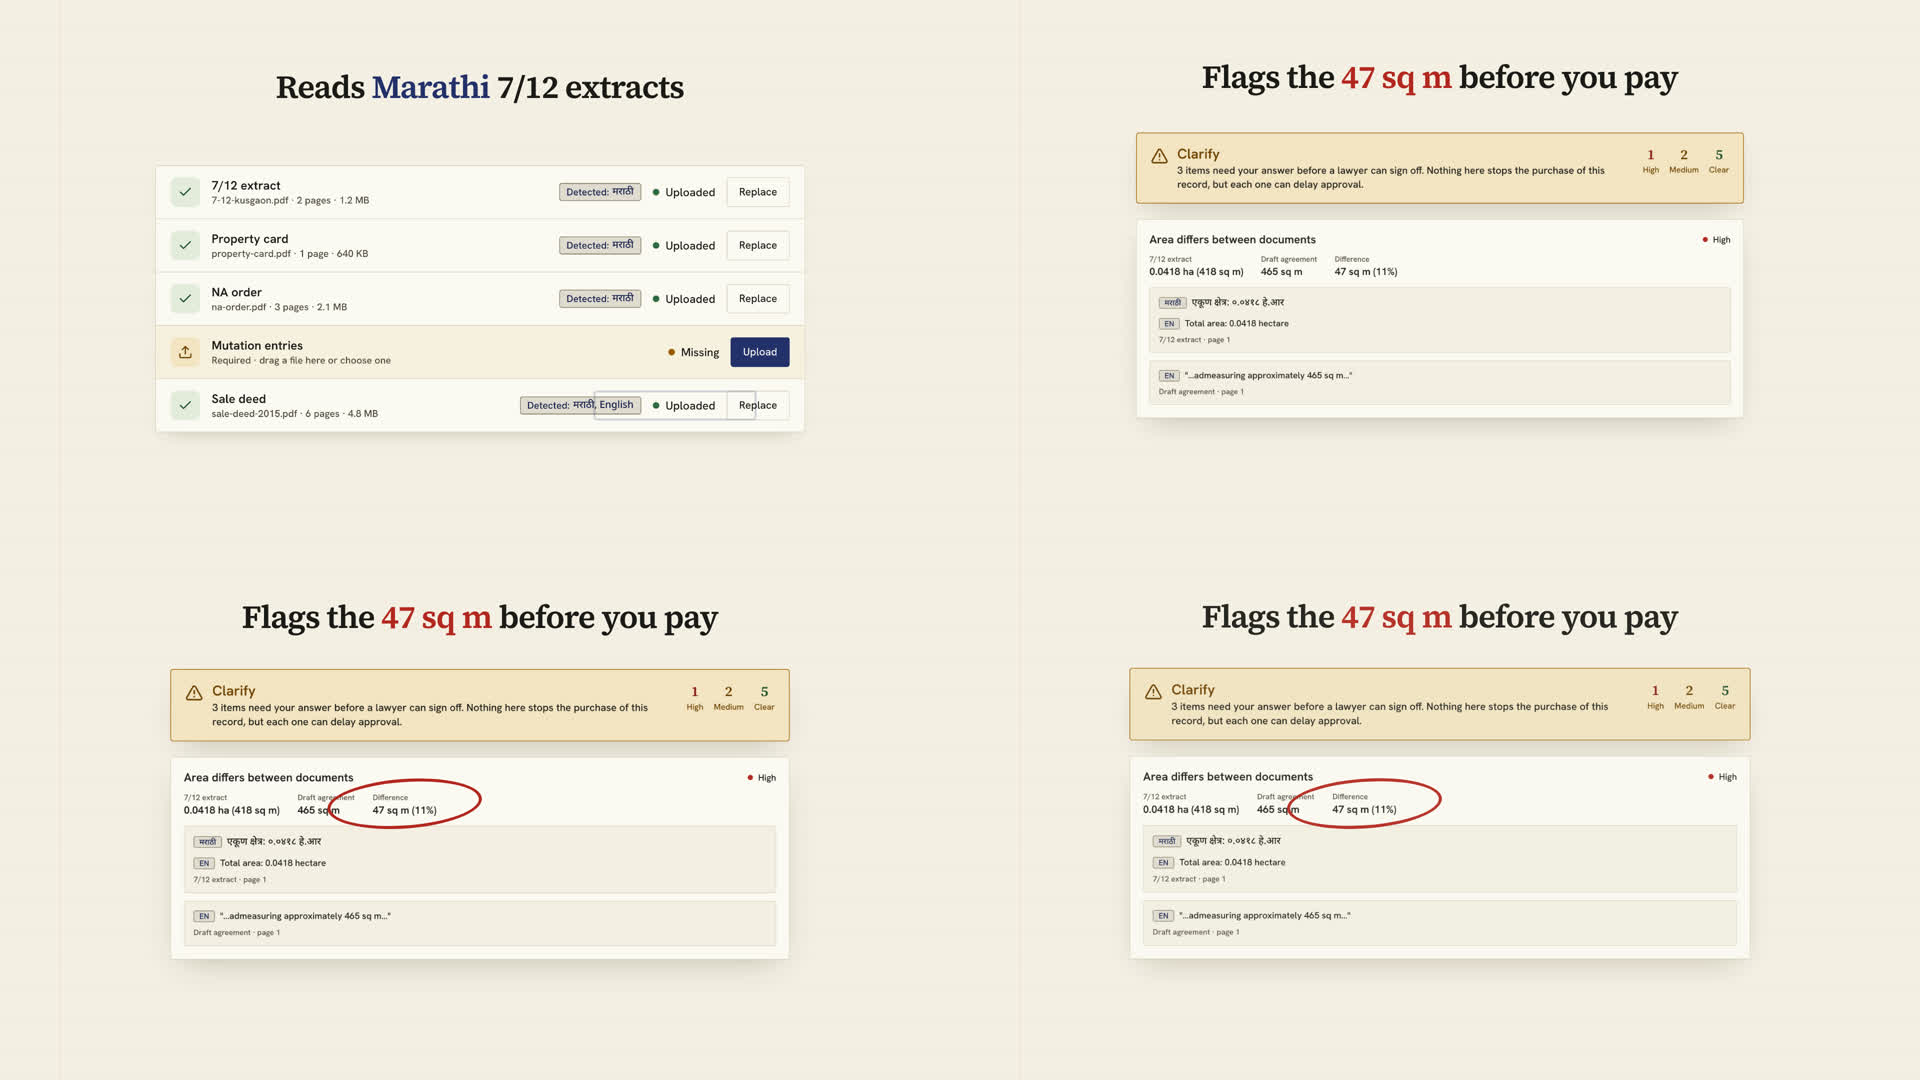 Reads Marathi 7/12 extracts
7/12 extract
7-12-kusgaon.pdf · 2 pages · 1.2 MB
Detected: मराठी
Uploaded
Replace
Property card
property-card.pdf · 1 page · 640 KB
Detected: मराठी
Uploaded
Replace
NA order
na-order.pdf · 3 pages · 2.1 MB
Detected: मराठी
Uploaded
Replace
Mutation entries
Required · drag a file here or choose one
Missing
Upload
Sale deed
sale-deed-2015.pdf · 6 pages · 4.8 MB
Detected: मराठी, English
Uploaded
Replace
Flags the 47 sq m before you pay
Clarify
3 items need your answer before a lawyer can sign off. Nothing here stops the purchase of this
record, but each one can delay approval.
1 2 5
High Medium Clear
Area differs between documents
High
7/12 extract Draft agreement Difference
0.0418 ha (418 sq m) 465 sq m 47 sq m (11%)
मराठी एकूण क्षेत्र: ०.०४१८ हे.आर
EN Total area: 0.0418 hectare
7/12 extract · page 1
EN "...admeasuring approximately 465 sq m..."
Draft agreement · page 1
Flags the 47 sq m before you pay
Clarify
3 items need your answer before a lawyer can sign off. Nothing here stops the purchase of this
record, but each one can delay approval.
1 2 5
High Medium Clear
Area differs between documents
High
7/12 extract Draft agreement Difference
0.0418 ha (418 sq m) 465 sq m 47 sq m (11%)
मराठी एकूण क्षेत्र: ०.०४१८ हे.आर
EN Total area: 0.0418 hectare
7/12 extract · page 1
EN "...admeasuring approximately 465 sq m..."
Draft agreement · page 1
Flags the 47 sq m before you pay
Clarify
3 items need your answer before a lawyer can sign off. Nothing here stops the purchase of this
record, but each one can delay approval.
1 2 5
High Medium Clear
Area differs between documents
High
7/12 extract Draft agreement Difference
0.0418 ha (418 sq m) 465 sq m 47 sq m (11%)
मराठी एकूण क्षेत्र: ०.०४१८ हे.आर
EN Total area: 0.0418 hectare
7/12 extract · page 1
EN "...admeasuring approximately 465 sq m..."
Draft agreement · page 1